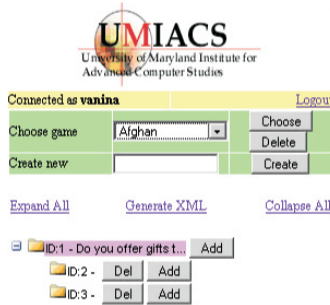 UMIACS
University of Maryland Institute for
Advanced Computer Studies
Connected as vanina Logout
Choose game Afghan Choose
Delete
Create new Create
Expand All Generate XML Collapse All
ID:1 - Do you offer gifts t... Add
ID:2 - Del Add
ID:3 - Del Add